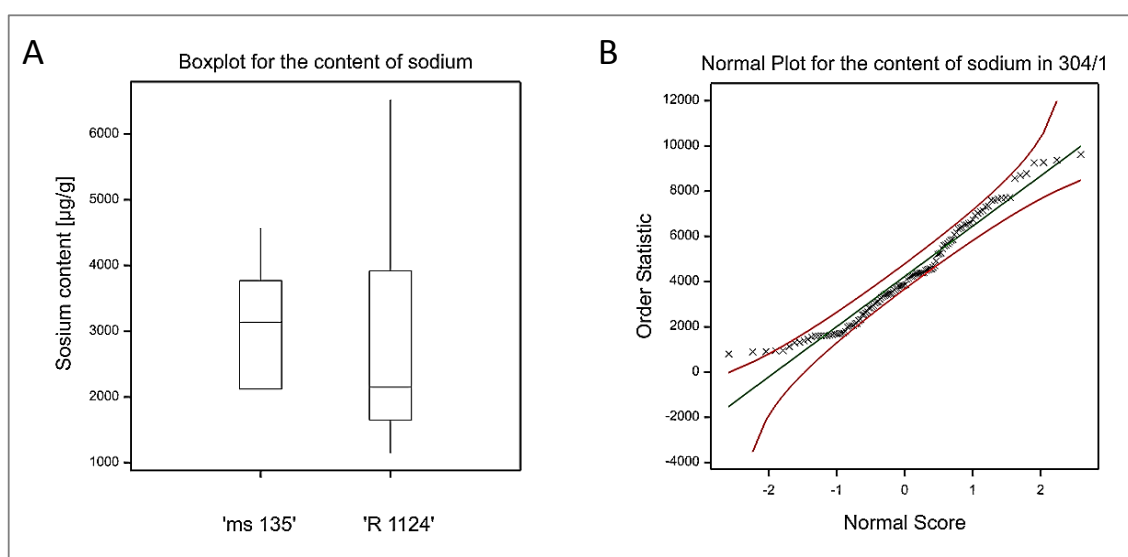 A
Boxplot for the content of sodium
Sosium content [µg/g]
6000
5000
4000
3000
2000
1000
'ms 135'
'R 1124'
B
Normal Plot for the content of sodium in 304/1
Order Statistic
12000
10000
8000
6000
4000
2000
0
-2000
-4000
-2
-1
0
1
2
Normal Score